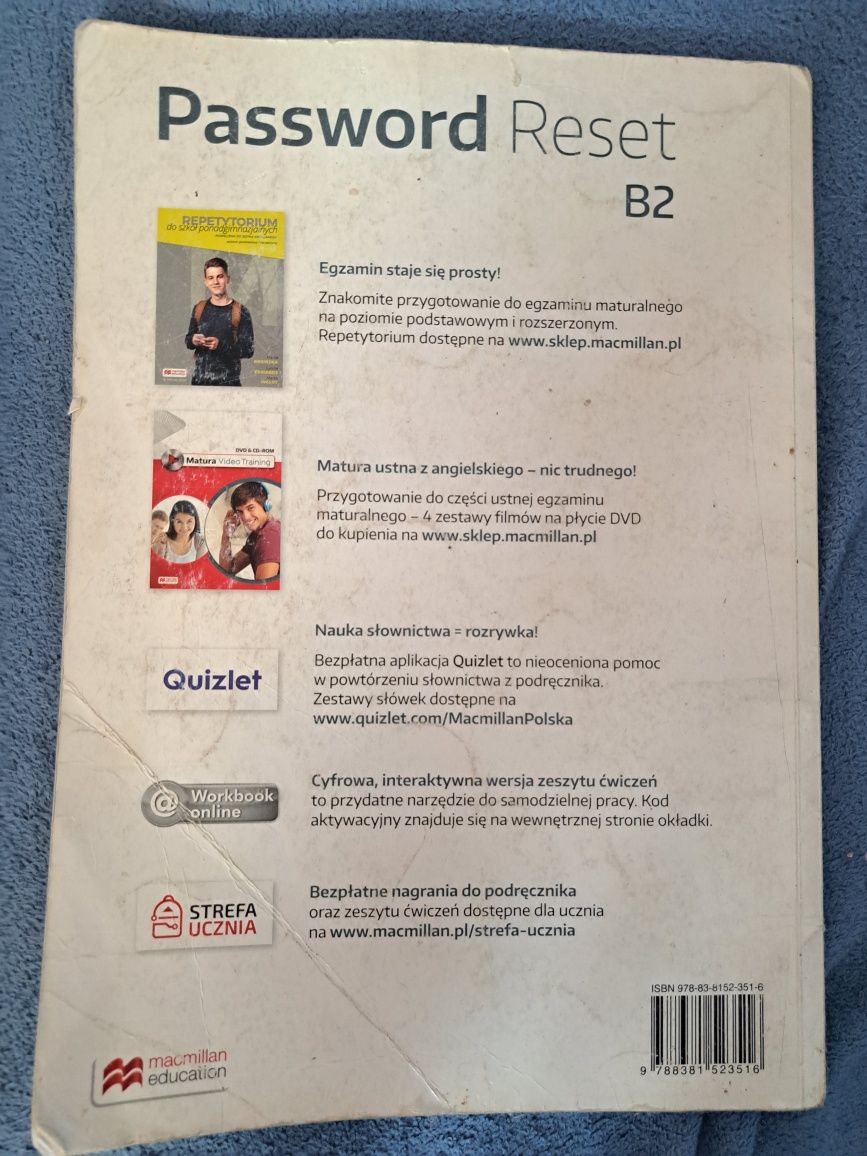 Password Reset
B2
REPETYTORIUM
do szkół ponadgimnazjalnych
Egzamin staje się prosty!
Znakomite przygotowanie do egzaminu maturalnego
na poziomie podstawowym i rozszerzonym.
Repetytorium dostępne na www.sklep.macmillan.pl
DVD & CD-ROM
Matura Video Training
Matura ustna z angielskiego – nic trudnego!
Przygotowanie do części ustnej egzaminu
maturalnego – 4 zestawy filmów na płycie DVD
do kupienia na www.sklep.macmillan.pl
Quizlet
Nauka słownictwa = rozrywka!
Bezpłatna aplikacja Quizlet to nieoceniona pomoc
w powtórzeniu słownictwa z podręcznika.
Zestawy słówek dostępne na
www.quizlet.com/MacmillanPolska
@ Workbook
online
Cyfrowa, interaktywna wersja zeszytu ćwiczeń
to przydatne narzędzie do samodzielnej pracy. Kod
aktywacyjny znajduje się na wewnętrznej stronie okładki.
STREFA
UCZNIA
Bezpłatne nagrania do podręcznika
oraz zeszytu ćwiczeń dostępne dla ucznia
na www.macmillan.pl/strefa-ucznia
ISBN 978-83-8152-351-6
9 788381 523516
macmillan
education